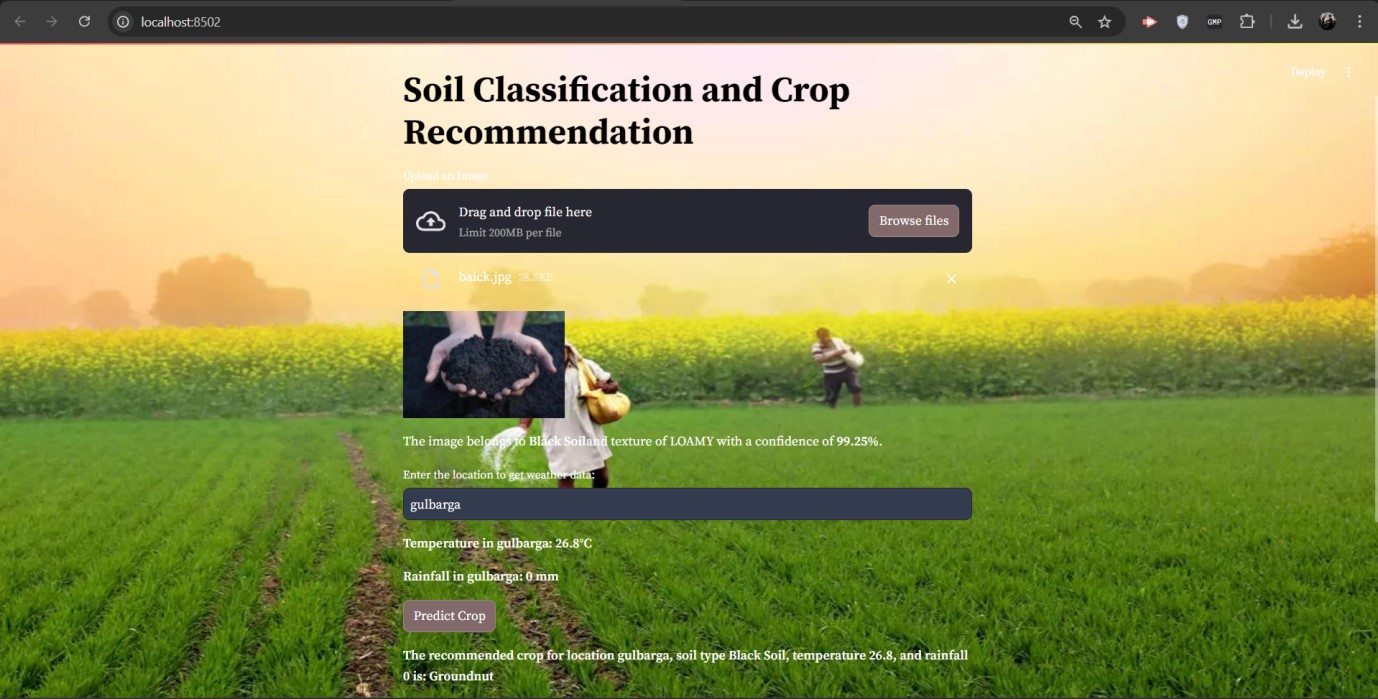 localhost:8502
GMP
Deploy
Soil Classification and Crop
Recommendation
Upload an Image
Drag and drop file here
Limit 200MB per file
Browse files
balck.jpg 28.5KB
The image belongs to Black Soiland texture of LOAMY with a confidence of 99.25%.
Enter the location to get weather data:
gulbarga
Temperature in gulbarga: 26.8°C
Rainfall in gulbarga: 0 mm
Predict Crop
The recommended crop for location gulbarga, soil type Black Soil, temperature 26.8, and rainfall
0 is: Groundnut